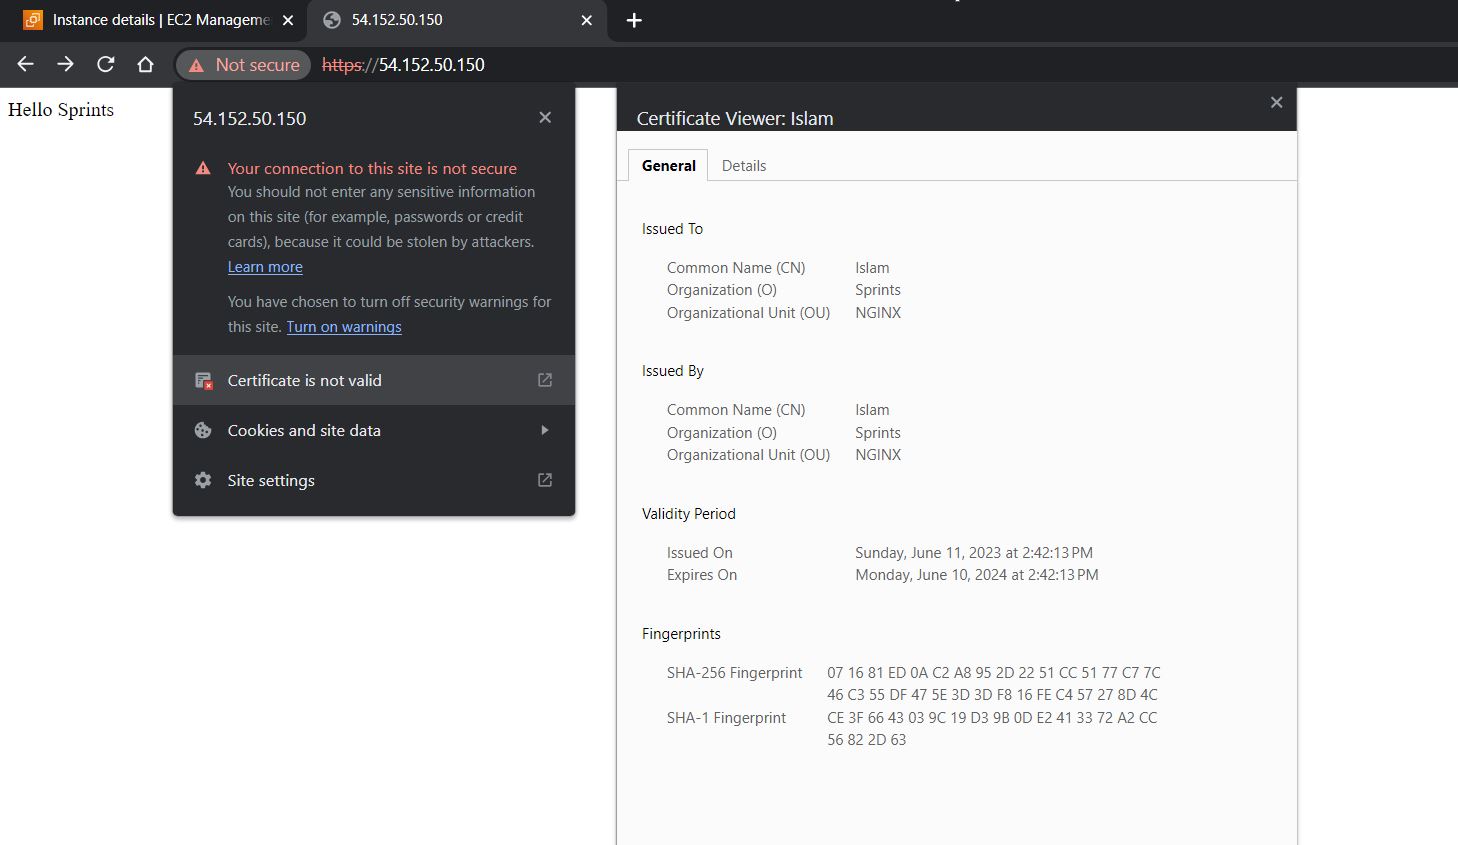 Instance details | EC2 Manageme
54.152.50.150
Not secure
https://54.152.50.150
Hello Sprints
54.152.50.150
Your connection to this site is not secure
You should not enter any sensitive information
on this site (for example, passwords or credit
cards), because it could be stolen by attackers.
Learn more
You have chosen to turn off security warnings for
this site. Turn on warnings
Certificate is not valid
Cookies and site data
Site settings
Certificate Viewer: Islam
General Details
Issued To
Common Name (CN) Islam
Organization (O) Sprints
Organizational Unit (OU) NGINX
Issued By
Common Name (CN) Islam
Organization (O) Sprints
Organizational Unit (OU) NGINX
Validity Period
Issued On Sunday, June 11, 2023 at 2:42:13 PM
Expires On Monday, June 10, 2024 at 2:42:13 PM
Fingerprints
SHA-256 Fingerprint 07 16 81 ED 0A C2 A8 95 2D 22 51 CC 51 77 C7 7C
46 C3 55 DF 47 5E 3D 3D F8 16 FE C4 57 27 8D 4C
SHA-1 Fingerprint CE 3F 66 43 03 9C 19 D3 9B 0D E2 41 33 72 A2 CC
56 82 2D 63